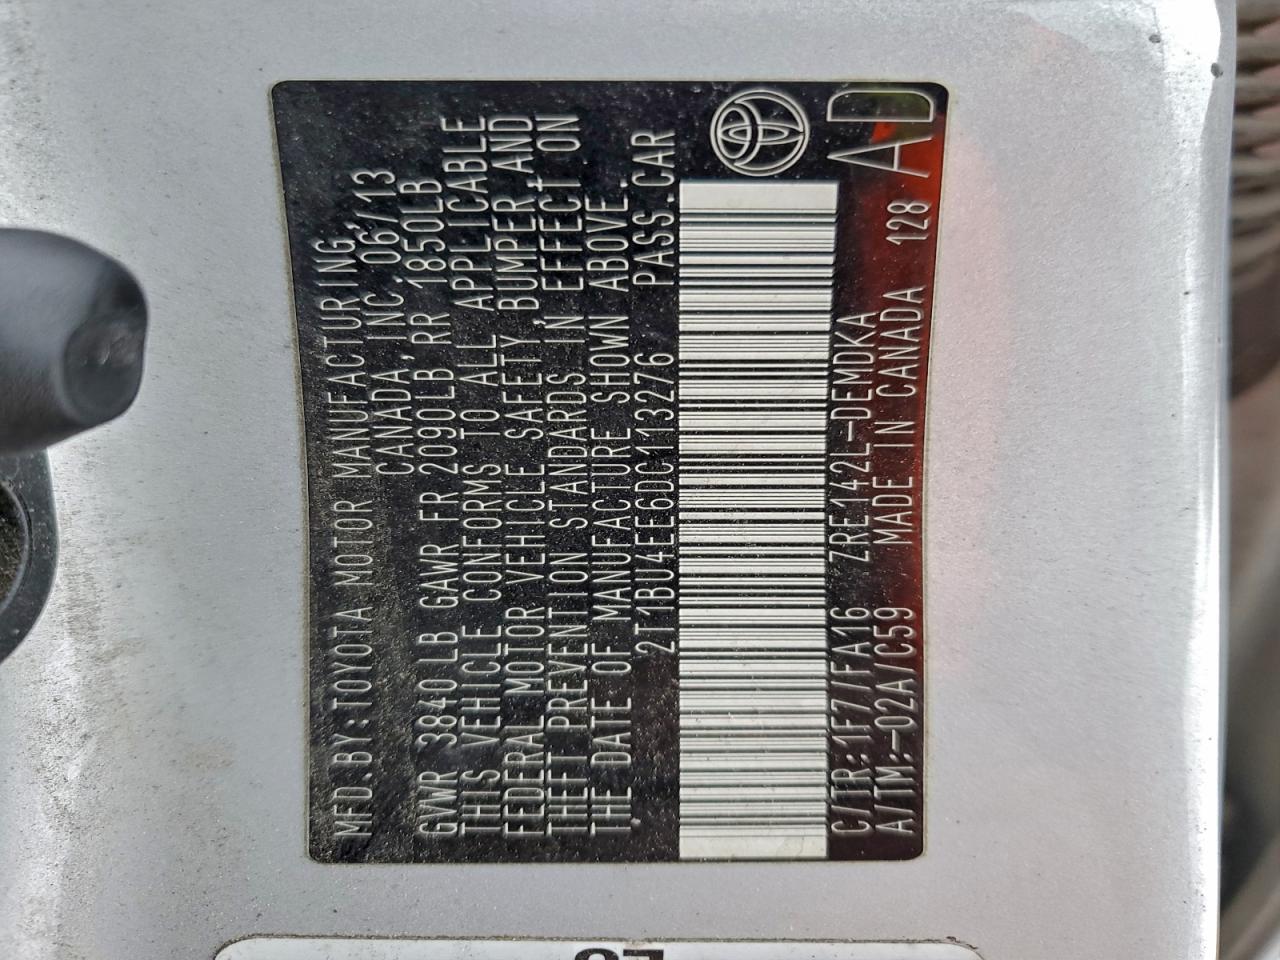 MFD.BY:TOYOTA MOTOR MANUFACTURING
CANADA, INC. 06/13
GVWR 3840LB GAWR FR 2090LB, RR 1850LB
THIS VEHICLE CONFORMS TO ALL APPLICABLE
FEDERAL MOTOR VEHICLE SAFETY, BUMPER, AND
THEFT PREVENTION STANDARDS IN EFFECT ON
THE DATE OF MANUFACTURE SHOWN ABOVE.
2T1BU4EE6DC113276 PASS.CAR
C/TR:1F7/FA16 ZRE142L-DEMDKA AD
A/TM:-02A/C59 MADE IN CANADA 128